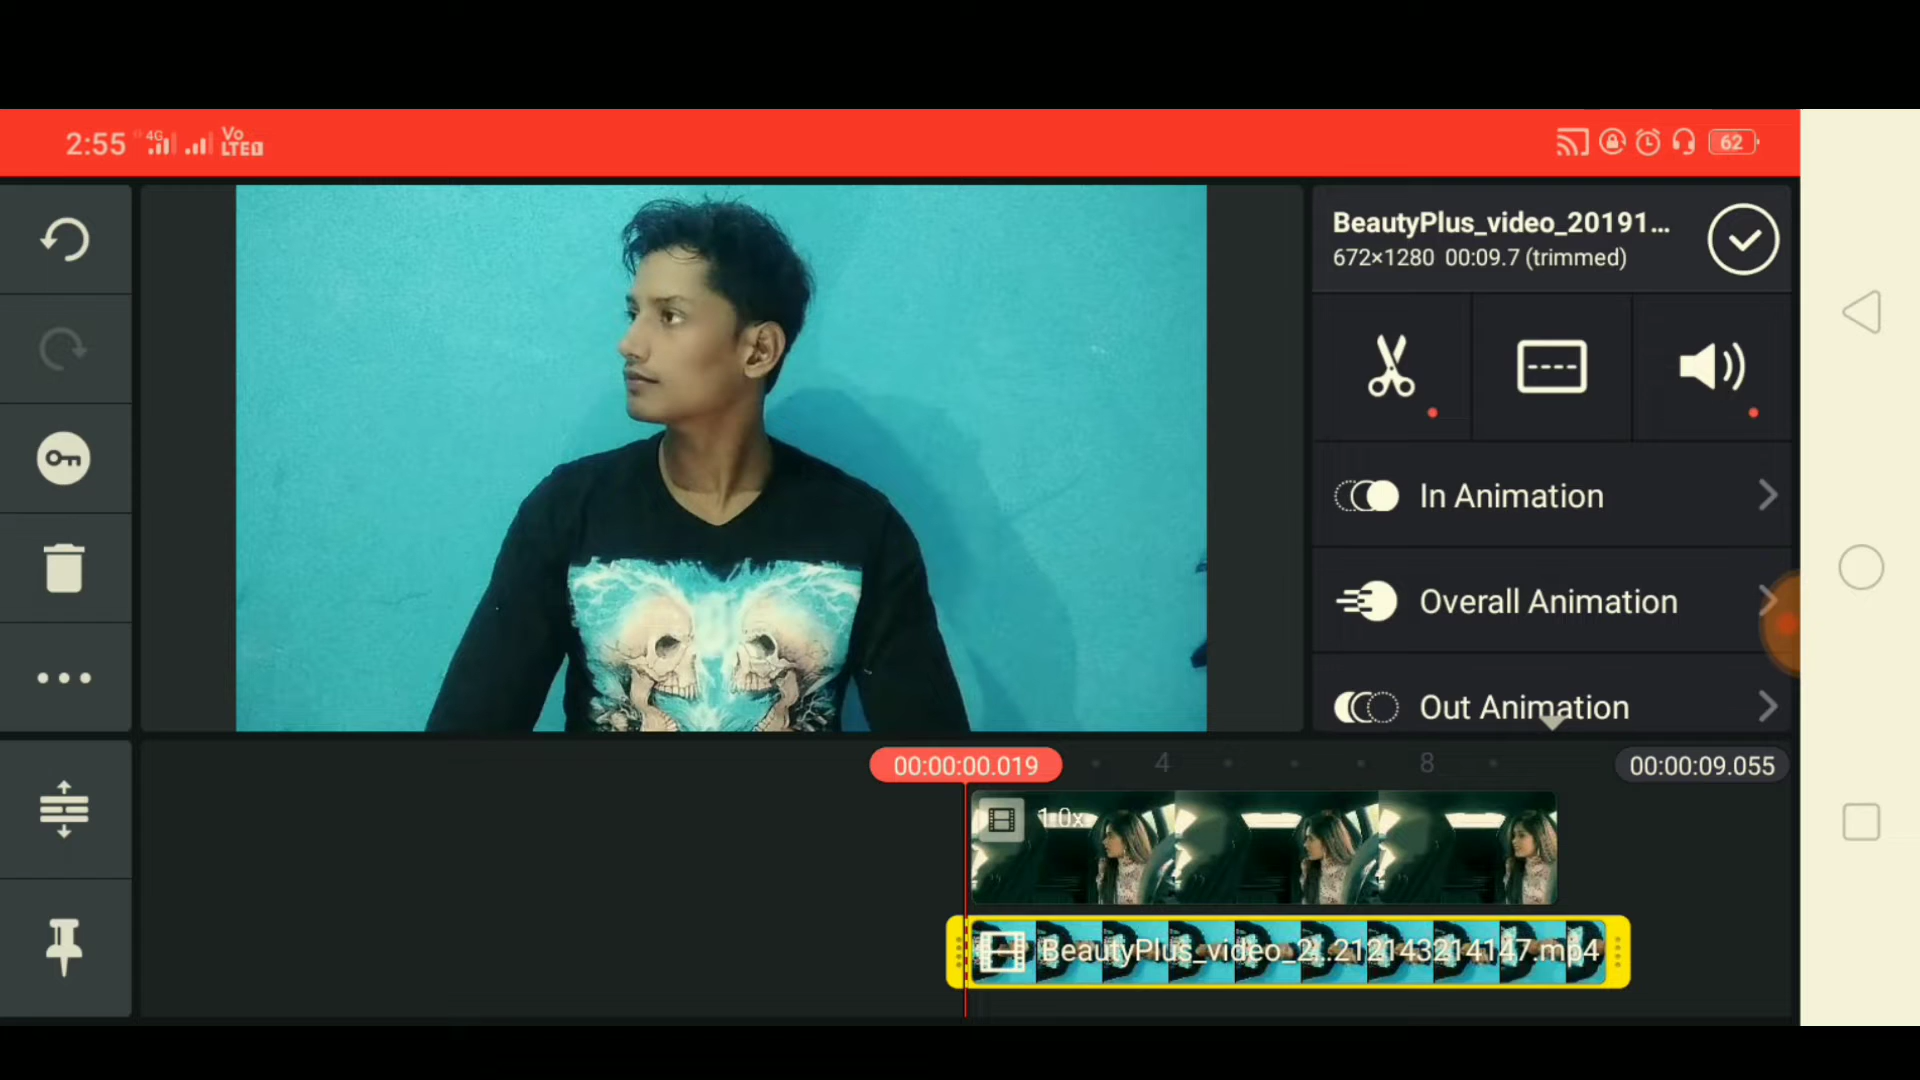 2:55 4G Vo LTE 62
BeautyPlus_video_20191...
672×1280 00:09.7 (trimmed)
In Animation
Overall Animation
Out Animation
00:00:00.019 4 8 00:00:09.055
1.0x
BeautyPlus_video_2...212143214147.mp4